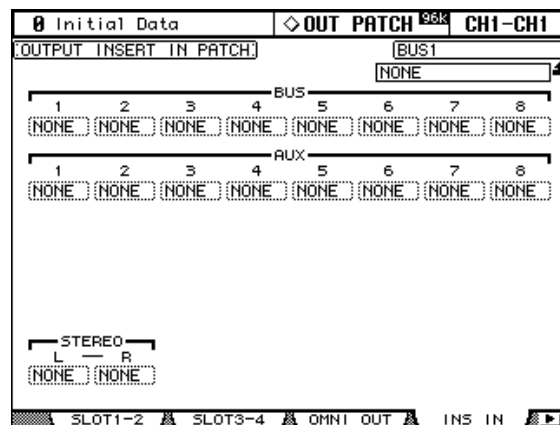 0 Initial Data ◇OUT PATCH 96k CH1-CH1
OUTPUT INSERT IN PATCH
BUS1
NONE
BUS
1 2 3 4 5 6 7 8
NONE NONE NONE NONE NONE NONE NONE NONE
AUX
1 2 3 4 5 6 7 8
NONE NONE NONE NONE NONE NONE NONE NONE
STEREO
L — R
NONE NONE
SLOT1-2 SLOT3-4 OMNI OUT INS IN